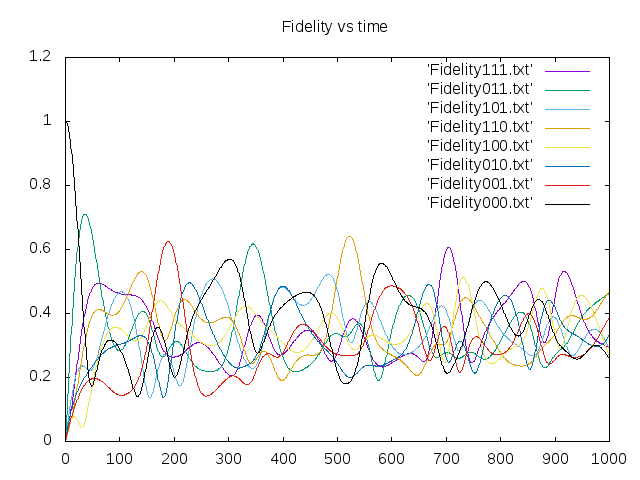 Fidelity vs time
1.2
1
0.8
0.6
0.4
0.2
0
0 100 200 300 400 500 600 700 800 900 1000
'Fidelity111.txt'
'Fidelity011.txt'
'Fidelity101.txt'
'Fidelity110.txt'
'Fidelity100.txt'
'Fidelity010.txt'
'Fidelity001.txt'
'Fidelity000.txt'